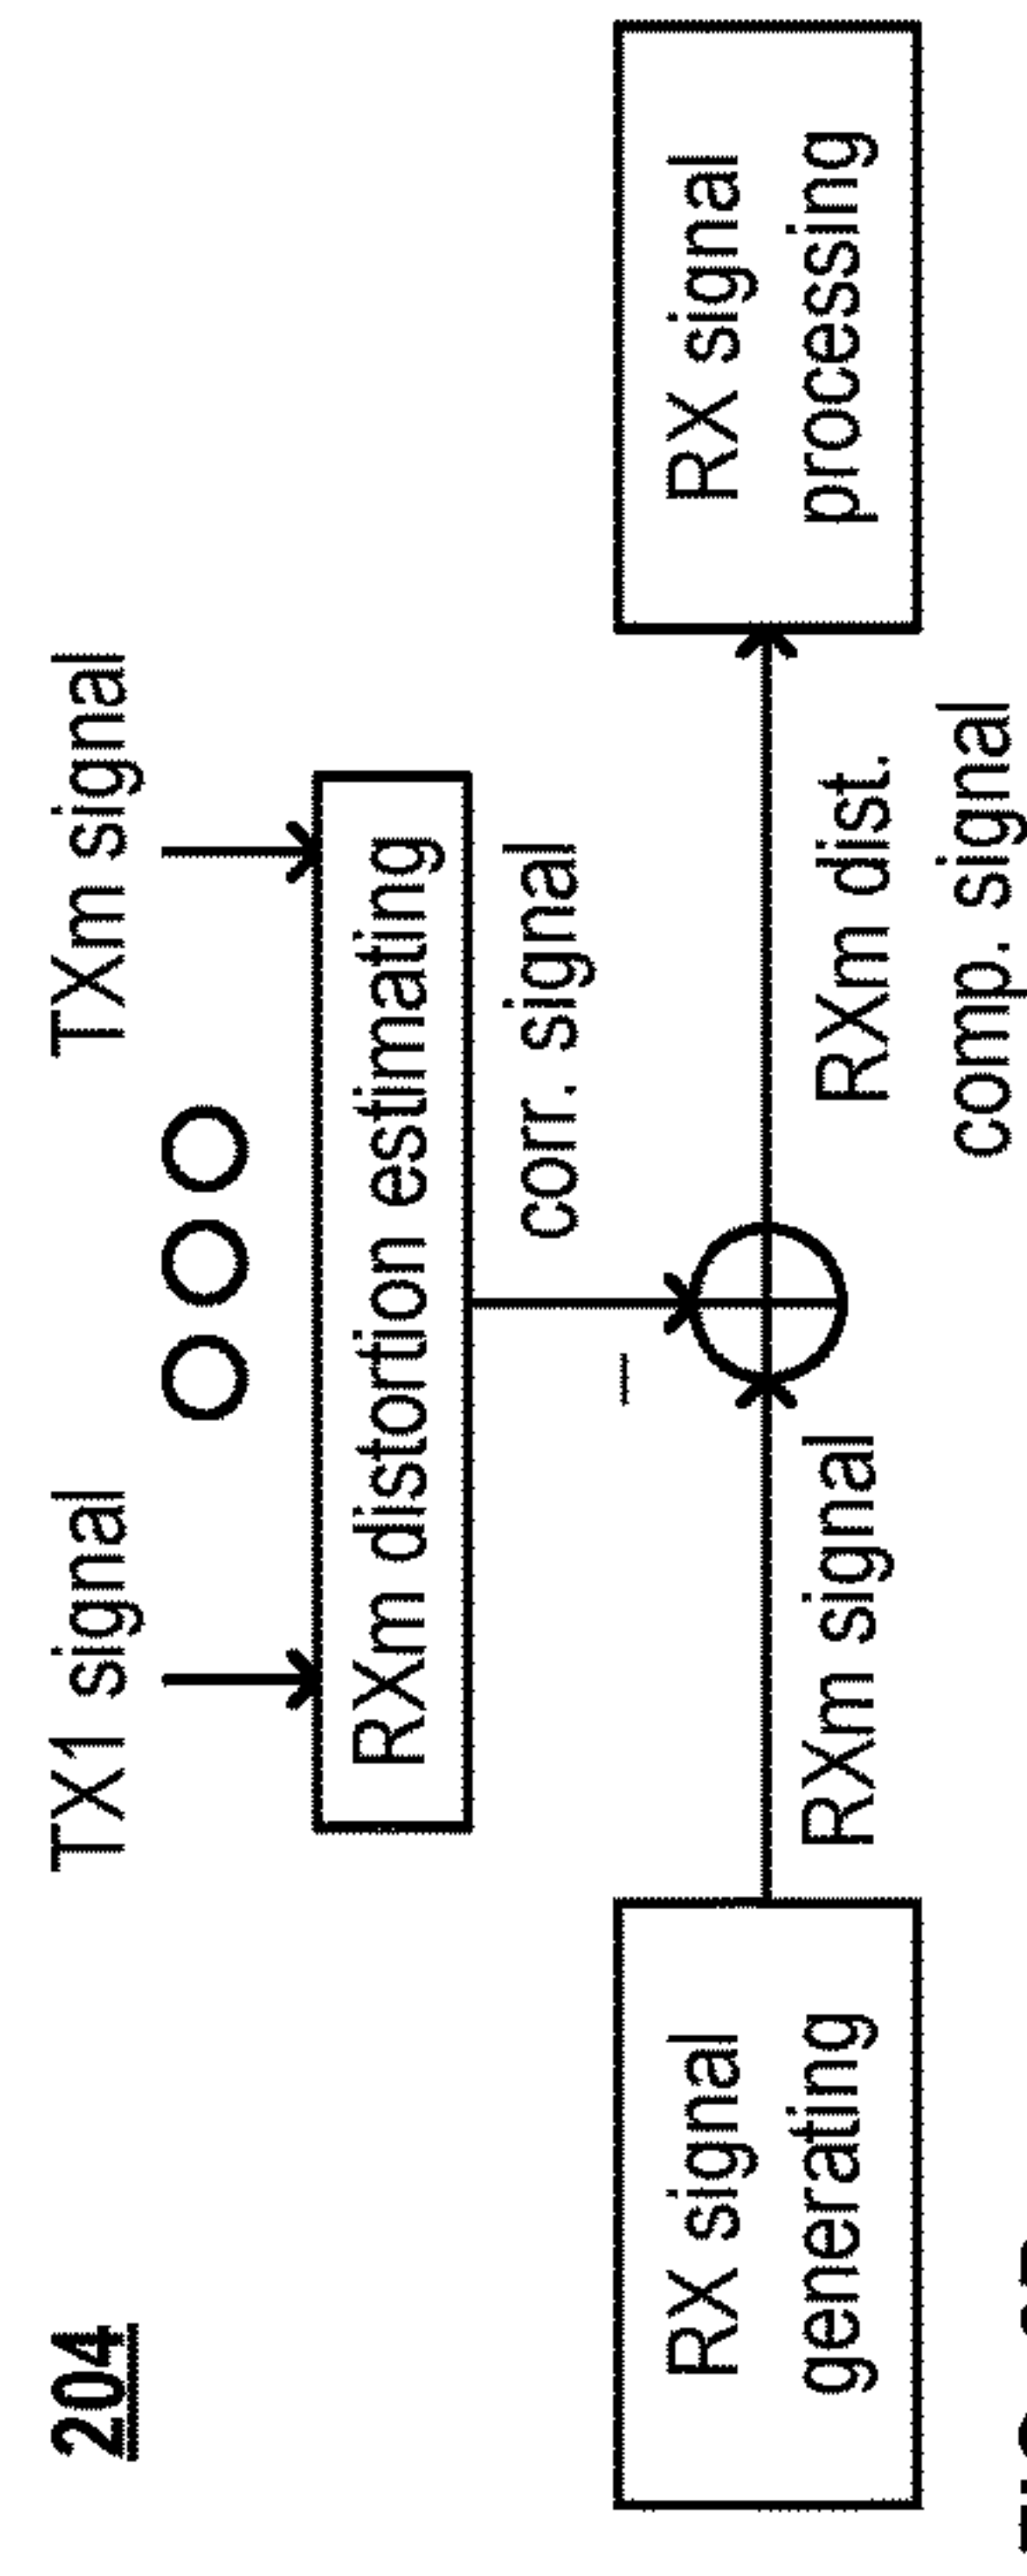 204
TX1 signal
TXm signal
RXm distortion estimating
corr. signal
–
RX signal
generating
RXm signal
RXm dist.
comp. signal
RX signal
processing